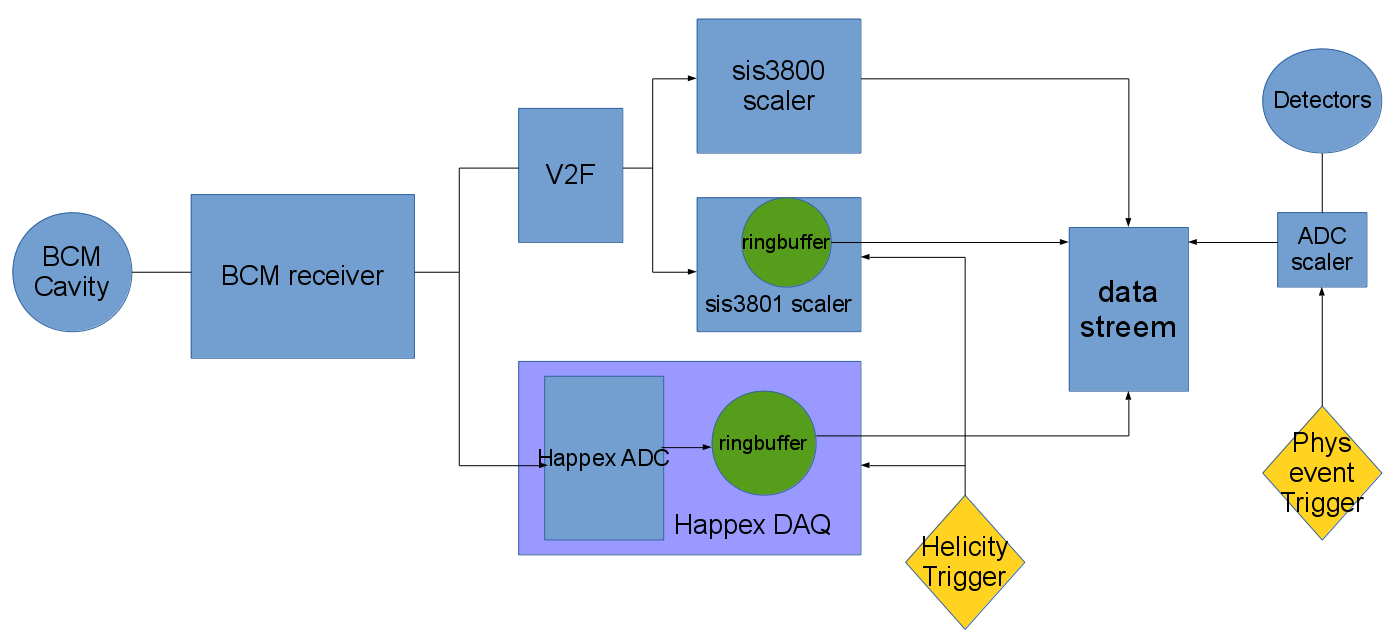 sis3800
scaler
Detectors
V2F
ringbuffer
sis3801 scaler
BCM
Cavity
BCM receiver
ADC
scaler
data
streem
Happex ADC
ringbuffer
Happex DAQ
Helicity
Trigger
Phys
event
Trigger